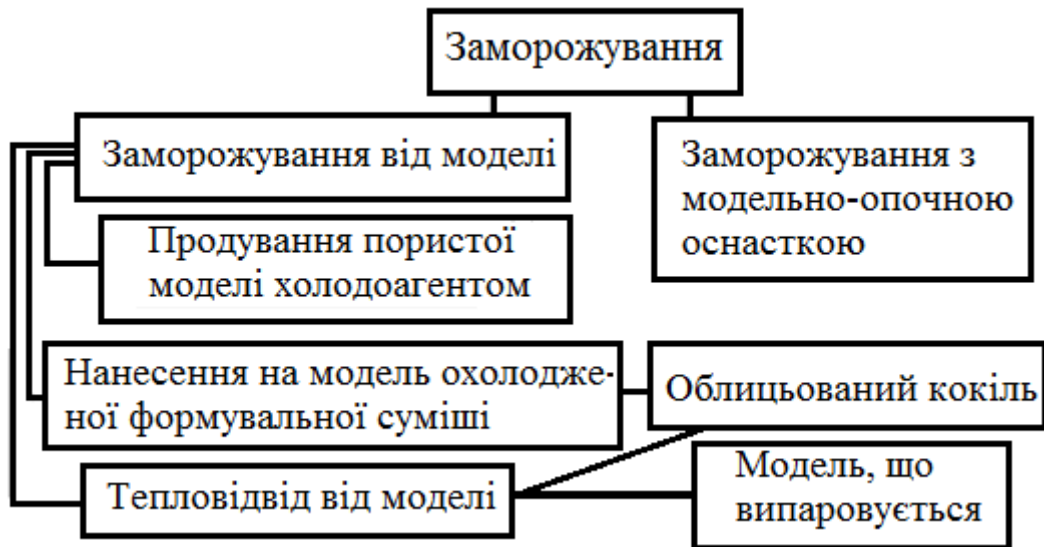 Заморожування
Заморожування від моделі
Заморожування з
модельно-опочною
оснасткою
Продування пористої
моделі холодоагентом
Нанесення на модель охолодже-
ної формувальної суміші
Облицьований кокіль
Тепловідвід від моделі
Модель, що
випаровується